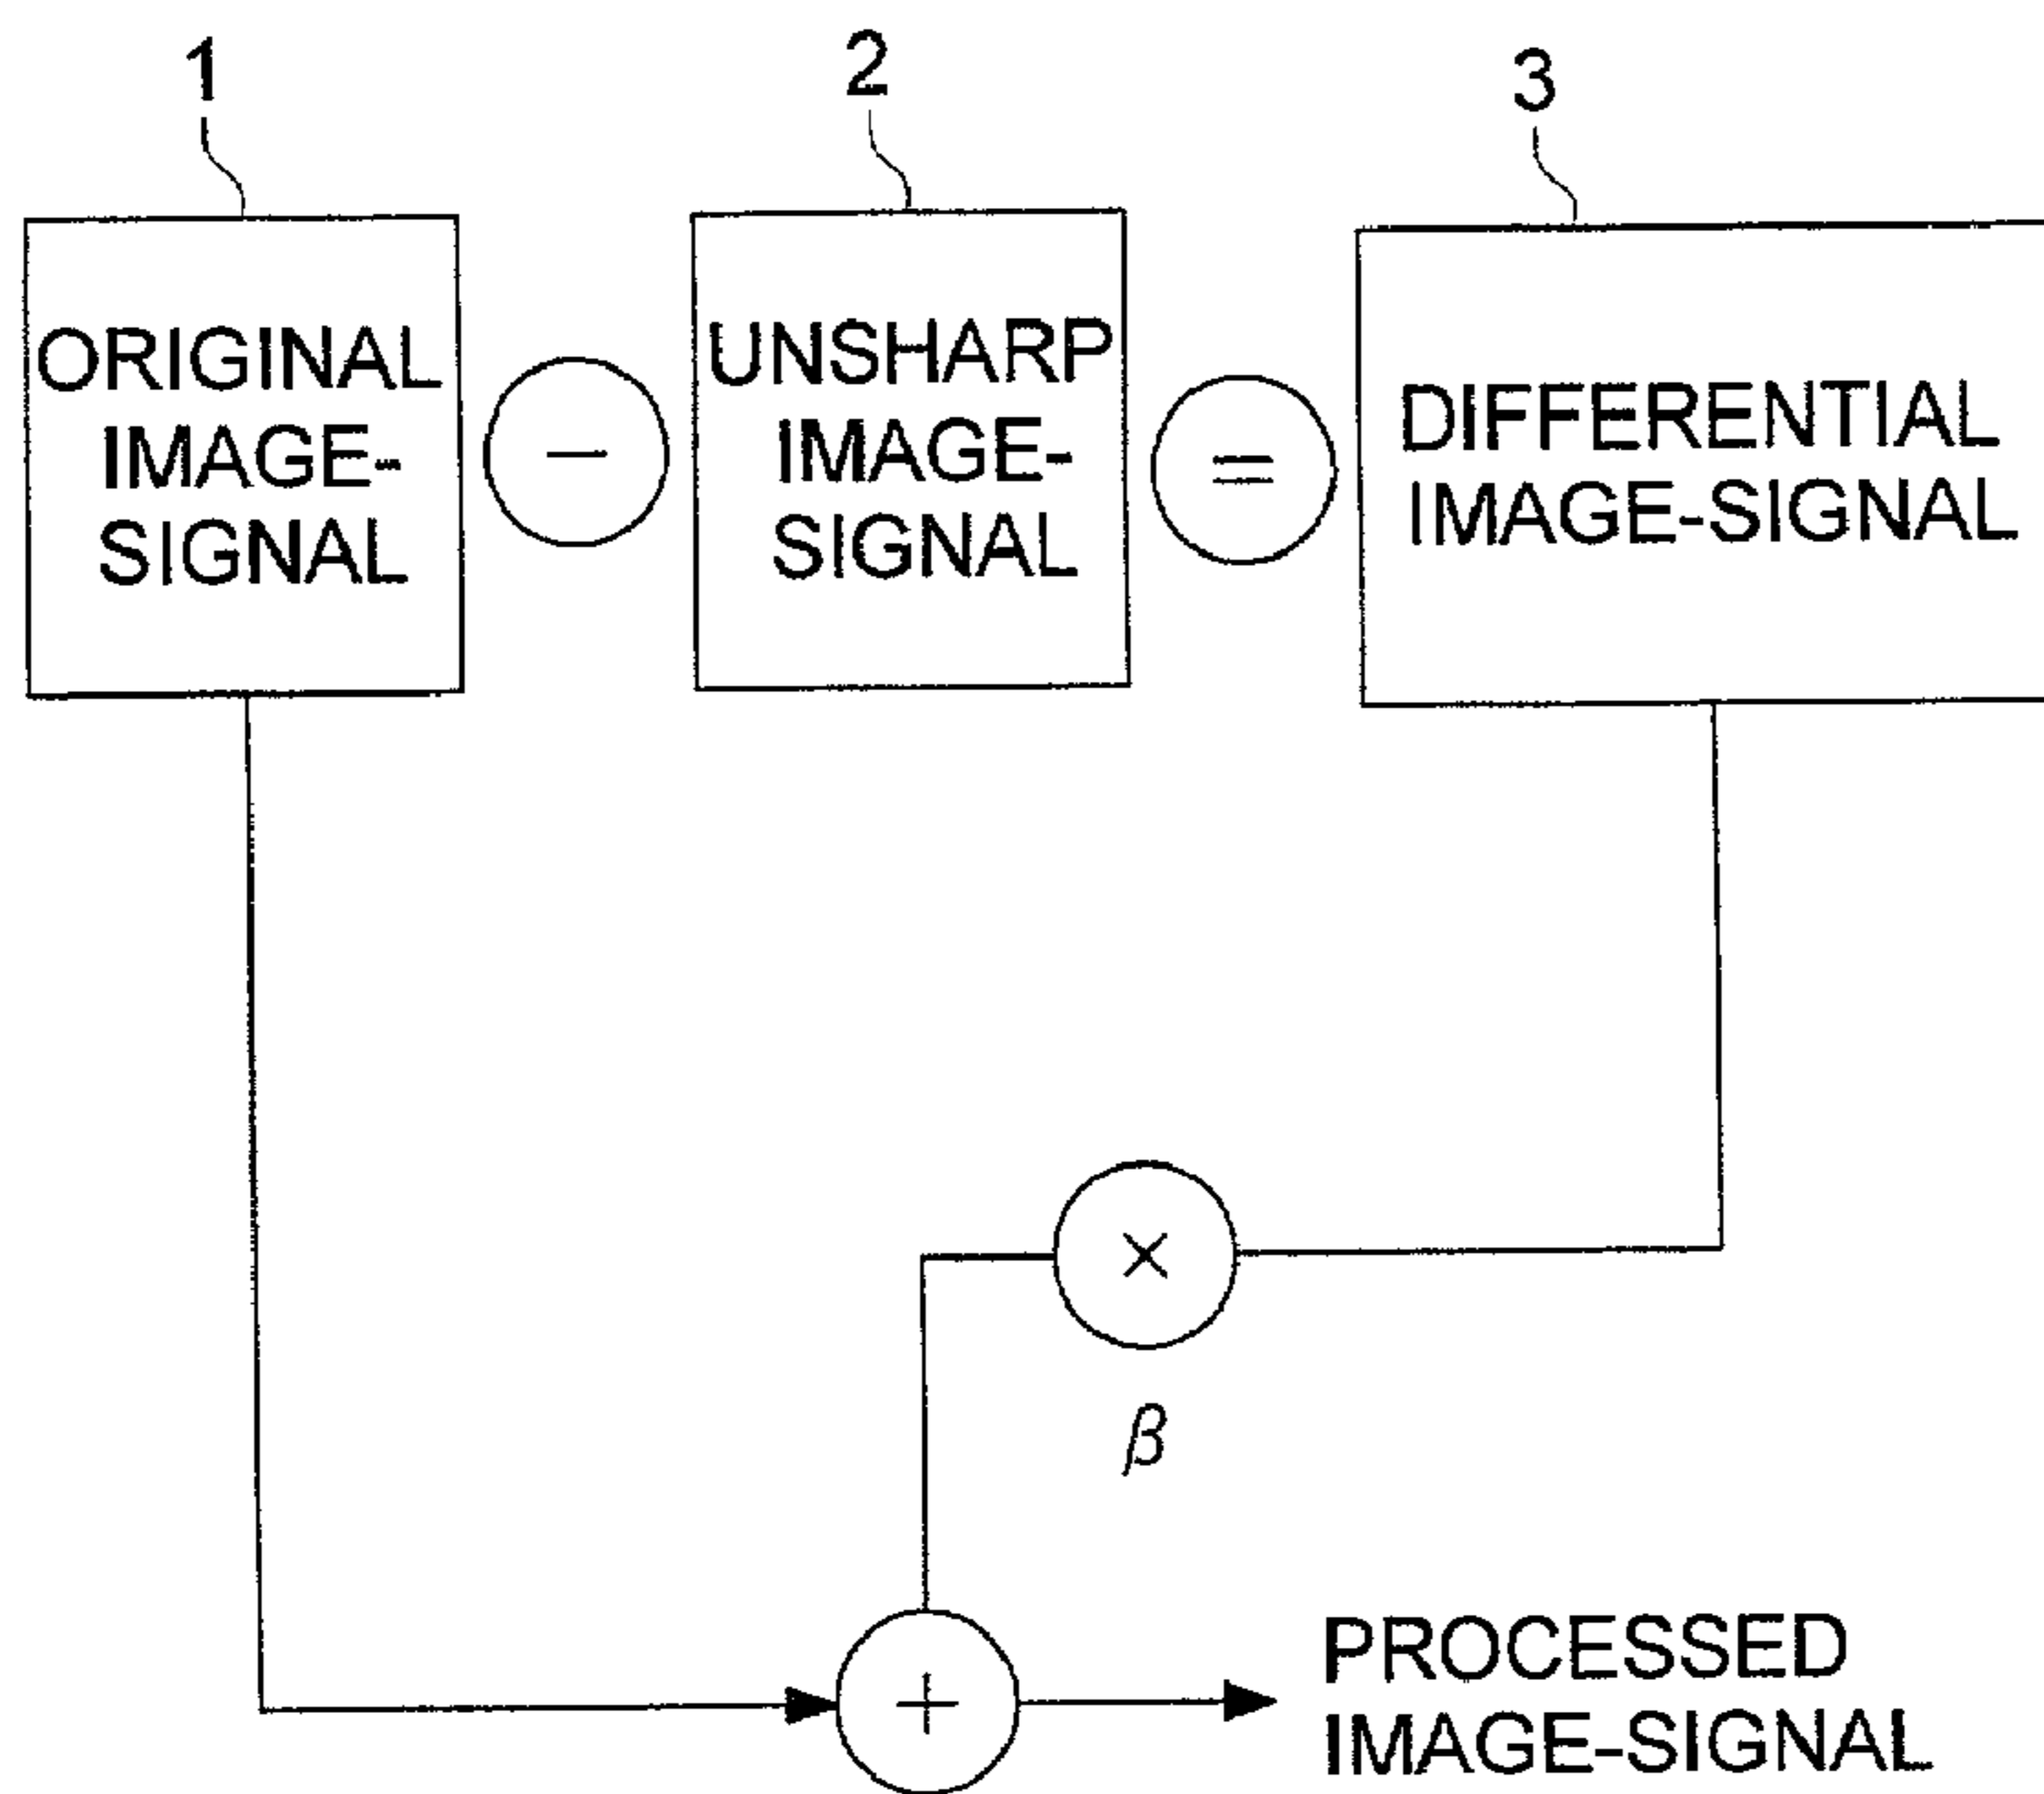 1
2
3
ORIGINAL
IMAGE-
SIGNAL
−
UNSHARP
IMAGE-
SIGNAL
=
DIFFERENTIAL
IMAGE-SIGNAL
×
β
+
PROCESSED
IMAGE-SIGNAL